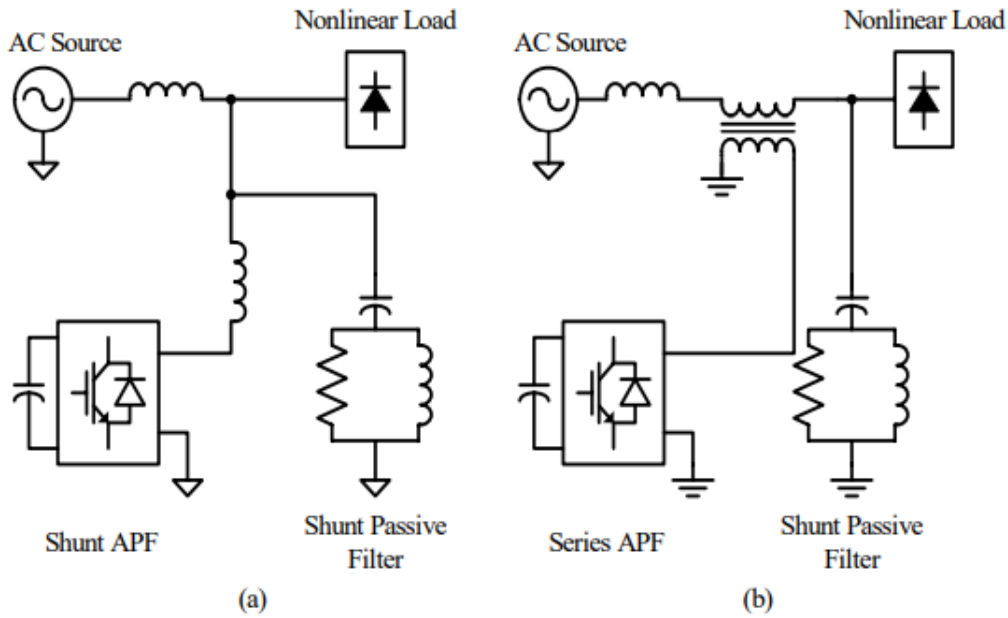 Nonlinear Load
AC Source
Shunt APF
Shunt Passive
Filter
(a)
Nonlinear Load
AC Source
Series APF
Shunt Passive
Filter
(b)